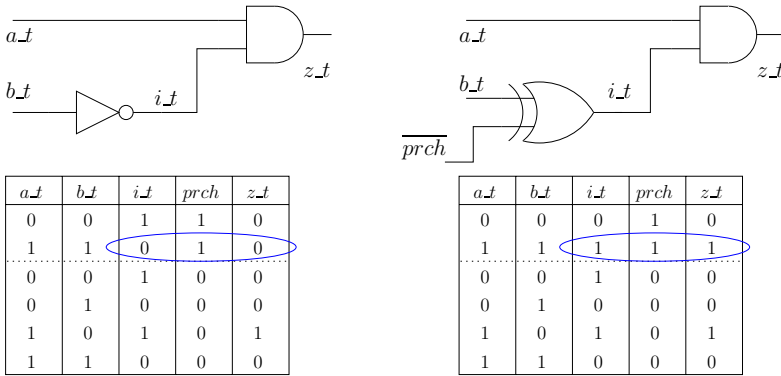 a_t
z_t
b_t
i_t
a_t
z_t
b_t
i_t
prch
a_t b_t i_t prch z_t
0 0 1 1 0
1 1 0 1 0
0 0 1 0 0
0 1 0 0 0
1 0 1 0 1
1 1 0 0 0
a_t b_t i_t prch z_t
0 0 0 1 0
1 1 1 1 1
0 0 1 0 0
0 1 0 0 0
1 0 1 0 1
1 1 0 0 0